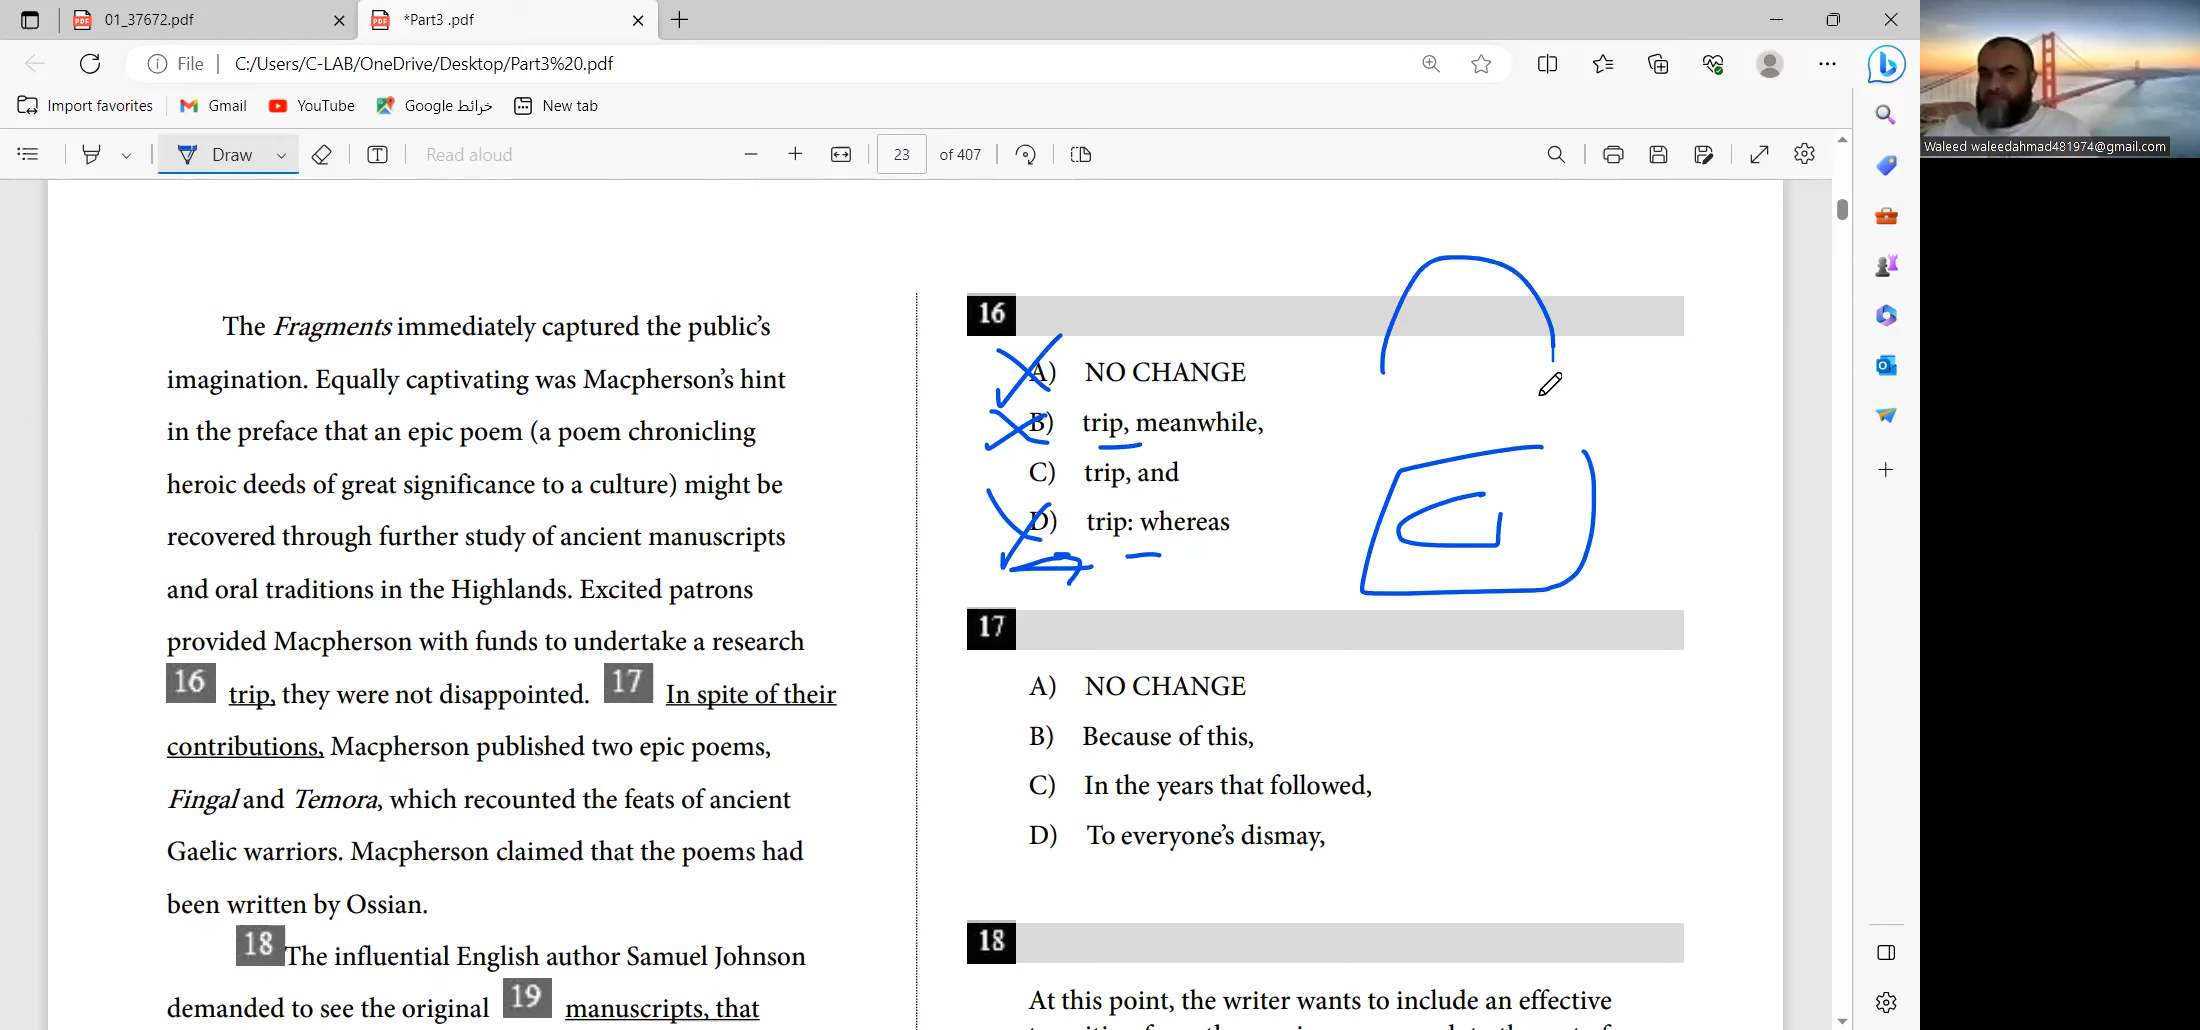 01_37672.pdf
*Part3 .pdf
File
C:/Users/C-LAB/OneDrive/Desktop/Part3%20.pdf
Import favorites
Gmail
YouTube
Google خرائط
New tab
Draw
Read aloud
23 of 407
Waleed waleedahmad481974@gmail.com
The Fragments immediately captured the public’s
imagination. Equally captivating was Macpherson’s hint
in the preface that an epic poem (a poem chronicling
heroic deeds of great significance to a culture) might be
recovered through further study of ancient manuscripts
and oral traditions in the Highlands. Excited patrons
provided Macpherson with funds to undertake a research
16 trip, they were not disappointed. 17 In spite of their
contributions, Macpherson published two epic poems,
Fingal and Temora, which recounted the feats of ancient
Gaelic warriors. Macpherson claimed that the poems had
been written by Ossian.
18 The influential English author Samuel Johnson
demanded to see the original 19 manuscripts, that
16
A) NO CHANGE
B) trip, meanwhile,
C) trip, and
D) trip: whereas
17
A) NO CHANGE
B) Because of this,
C) In the years that followed,
D) To everyone’s dismay,
18
At this point, the writer wants to include an effective